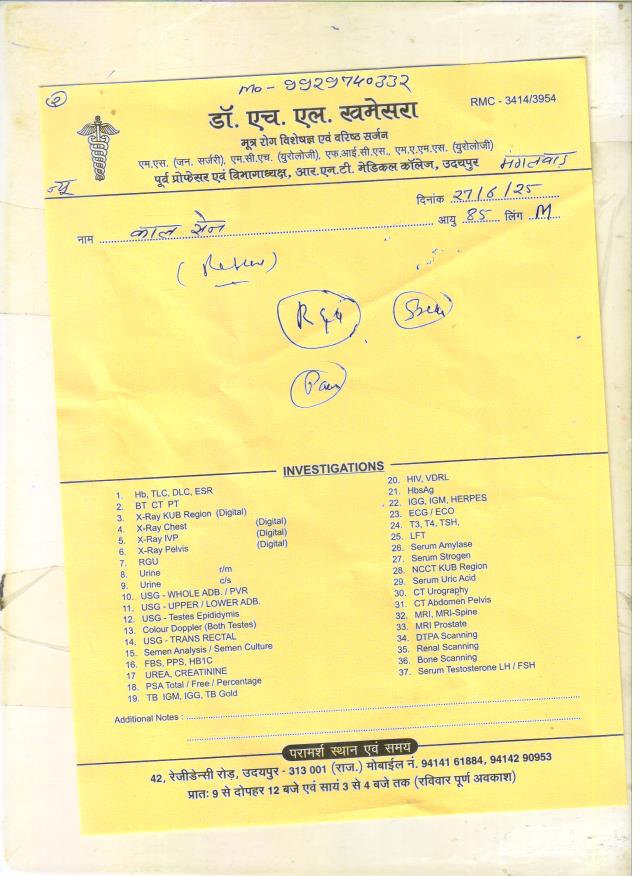 2
mo- 9929740332
RMC - 3414/3954
डॉ. एच. एल. खमेसरा
मूत्र रोग विशेषज्ञ एवं वरिष्ठ सर्जन
एम.एस. (जन. सर्जरी), एम.सी.एच. (युरोलोजी), एफ.आई.सी.एस., एम.ए.एम.एस. (युरोलोजी)
पूर्व प्रोफेसर एवं विभागाध्यक्ष, आर.एन.टी. मेडिकल कॉलेज, उदयपुर
मंगलवाड़
न्यू
दिनांक 27/6/25
नाम काल सेन आयु 85 लिंग M
INVESTIGATIONS
1. Hb, TLC, DLC, ESR
2. BT CT PT
3. X-Ray KUB Region (Digital)
4. X-Ray Chest (Digital)
5. X-Ray IVP (Digital)
6. X-Ray Pelvis (Digital)
7. RGU
8. Urine r/m
9. Urine c/s
10. USG - WHOLE ADB. / PVR
11. USG - UPPER / LOWER ADB.
12. USG - Testes Epididymis
13. Colour Doppler (Both Testes)
14. USG - TRANS RECTAL
15. Semen Analysis / Semen Culture
16. FBS, PPS, HB1C
17 UREA, CREATININE
18. PSA Total / Free / Percentage
19. TB IGM, IGG, TB Gold
20. HIV, VDRL
21. HbsAg
22. IGG, IGM, HERPES
23. ECG / ECO
24. T3, T4, TSH,
25. LFT
26. Serum Amylase
27. Serum Strogen
28. NCCT KUB Region
29. Serum Uric Acid
30. CT Urography
31. CT Abdomen Pelvis
32. MRI, MRI-Spine
33. MRI Prostate
34. DTPA Scanning
35. Renal Scanning
36. Bone Scanning
37. Serum Testosterone LH / FSH
Additional Notes :
परामर्श स्थान एवं समय
42, रेजीडेन्सी रोड़, उदयपुर - 313 001 (राज.) मोबाईल नं. 94141 61884, 94142 90953
प्रातः 9 से दोपहर 12 बजे एवं सायं 3 से 4 बजे तक (रविवार पूर्ण अवकाश)